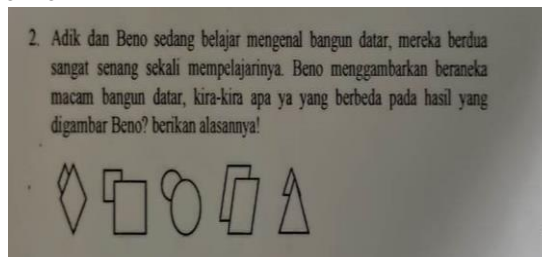 2. Adik dan Beno sedang belajar mengenal bangun datar, mereka berdua
sangat senang sekali mempelajarinya. Beno menggambarkan beraneka
macam bangun datar, kira-kira apa ya yang berbeda pada hasil yang
digambar Beno? berikan alasannya!